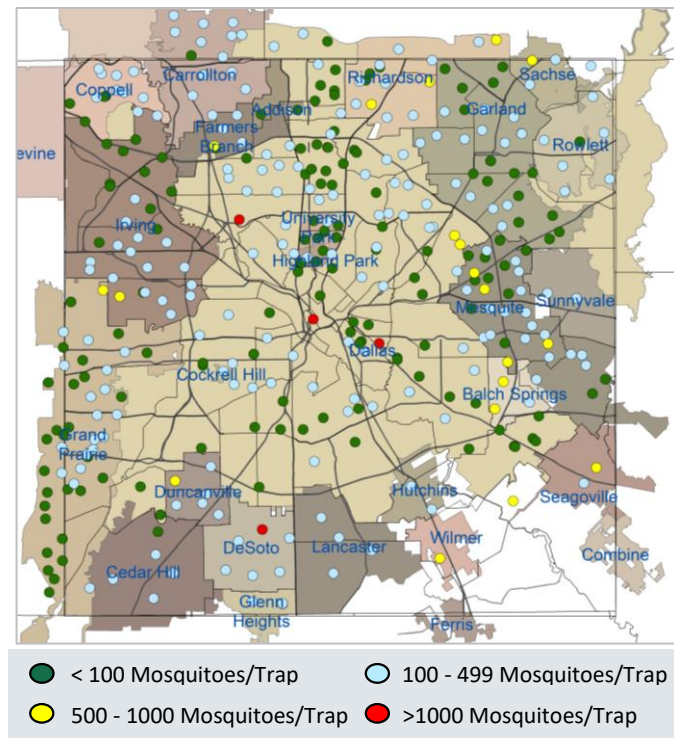 Coppell
Carrollton
Richardson
Sachse
Addison
Garland
Farmers
Branch
Rowlett
evine
Irving
University
Park
Highland Park
Mesquite
Sunnyvale
Dallas
Cockrell Hill
Balch Springs
Grand
Prairie
Duncanville
Hutchins
Seagoville
DeSoto
Lancaster
Wilmer
Combine
Cedar Hill
Glenn
Heights
Ferris
< 100 Mosquitoes/Trap
100 - 499 Mosquitoes/Trap
500 - 1000 Mosquitoes/Trap
>1000 Mosquitoes/Trap